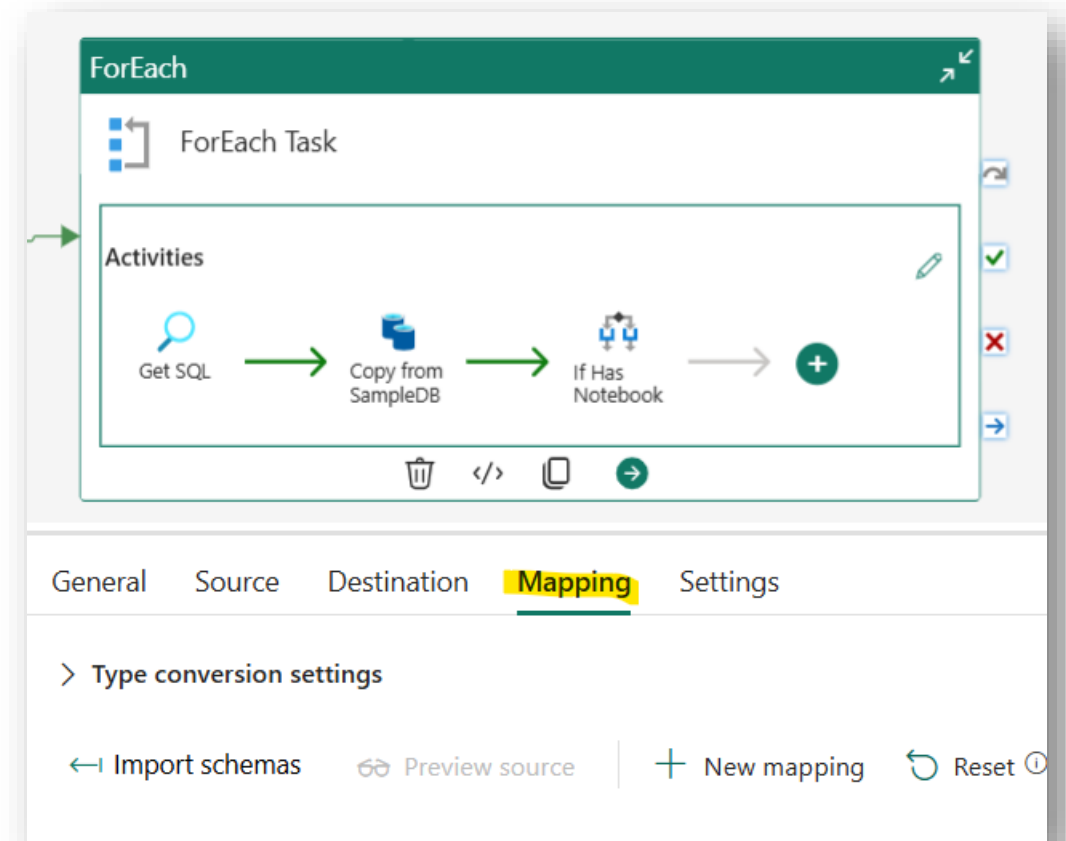 ForEach
ForEach Task
Activities
Get SQL
Copy from
SampleDB
If Has
Notebook
General Source Destination Mapping Settings
Type conversion settings
Import schemas Preview source New mapping Reset